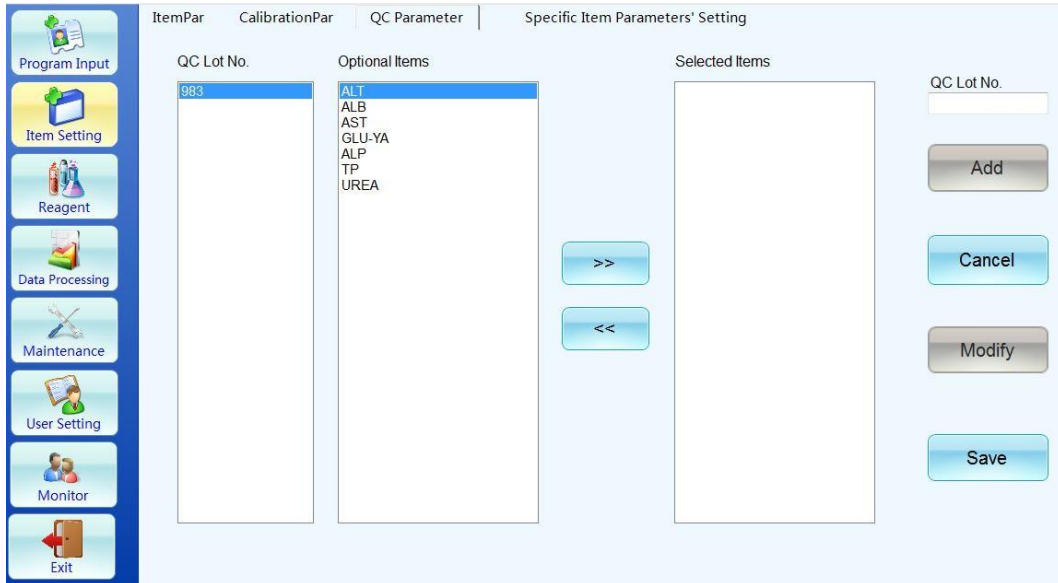 ItemPar CalibrationPar QC Parameter Specific Item Parameters' Setting
Program Input
Item Setting
Reagent
Data Processing
Maintenance
User Setting
Monitor
Exit
QC Lot No.
983
Optional Items
ALT
ALB
AST
GLU-YA
ALP
TP
UREA
>>
<<
Selected Items
QC Lot No.
Add
Cancel
Modify
Save